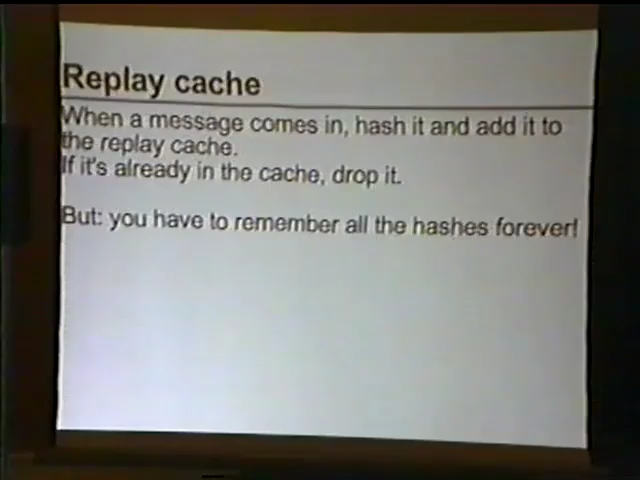 Replay cache
When a message comes in, hash it and add it to
the replay cache.
If it's already in the cache, drop it.
But: you have to remember all the hashes forever!